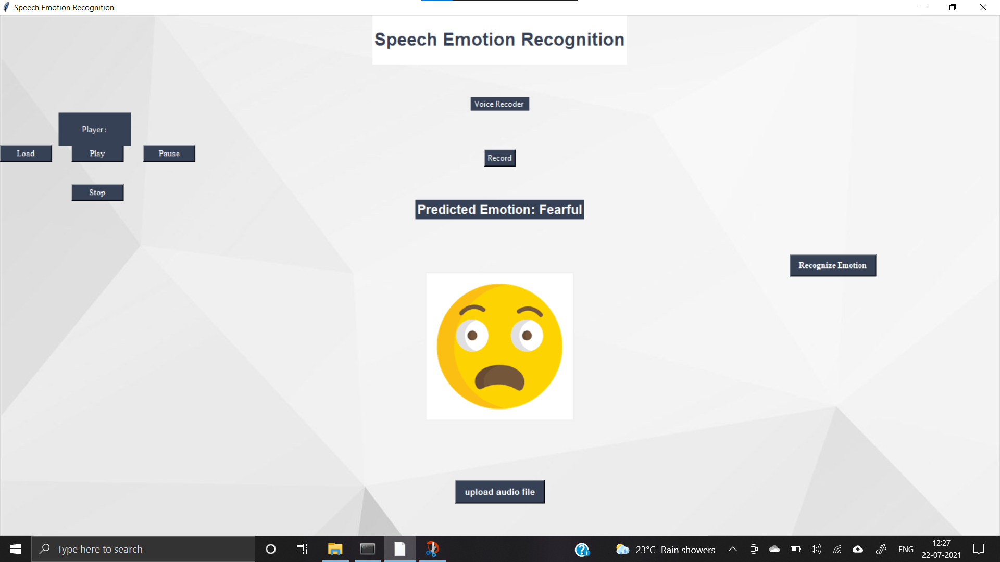 Speech Emotion Recognition
Speech Emotion Recognition
Voice Recoder
Player :
Load
Play
Pause
Record
Stop
Predicted Emotion: Fearful
Recognize Emotion
upload audio file
Type here to search
23°C Rain showers
ENG
12:27
22-07-2021